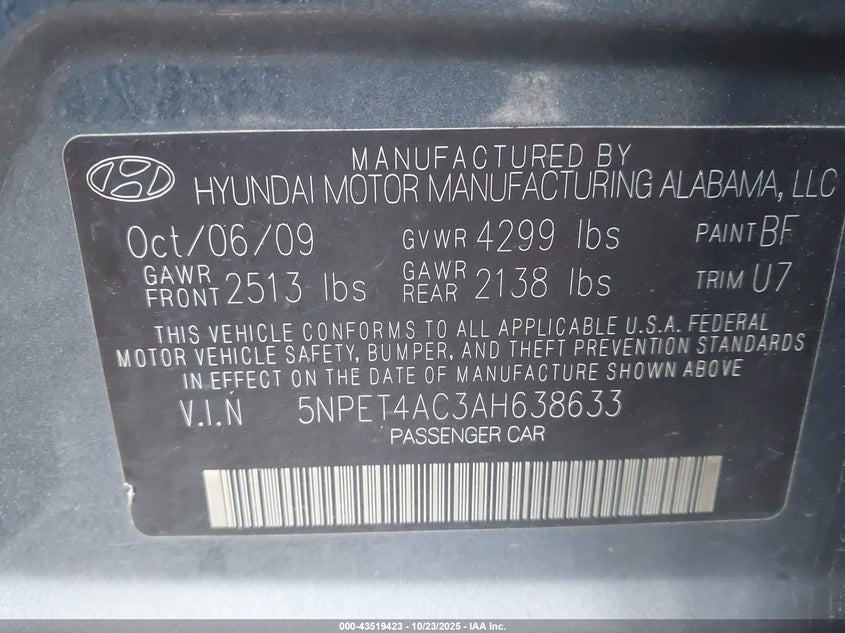 MANUFACTURED BY
HYUNDAI MOTOR MANUFACTURING ALABAMA, LLC
Oct/06/09 GVWR 4299 lbs PAINT BF
GAWR FRONT 2513 lbs GAWR REAR 2138 lbs TRIM U7
THIS VEHICLE CONFORMS TO ALL APPLICABLE U.S.A. FEDERAL
MOTOR VEHICLE SAFETY, BUMPER, AND THEFT PREVENTION STANDARDS
IN EFFECT ON THE DATE OF MANUFACTURE SHOWN ABOVE
V.I.N 5NPET4AC3AH638633
PASSENGER CAR
000-43519423 - 10/23/2025 - IAA Inc.